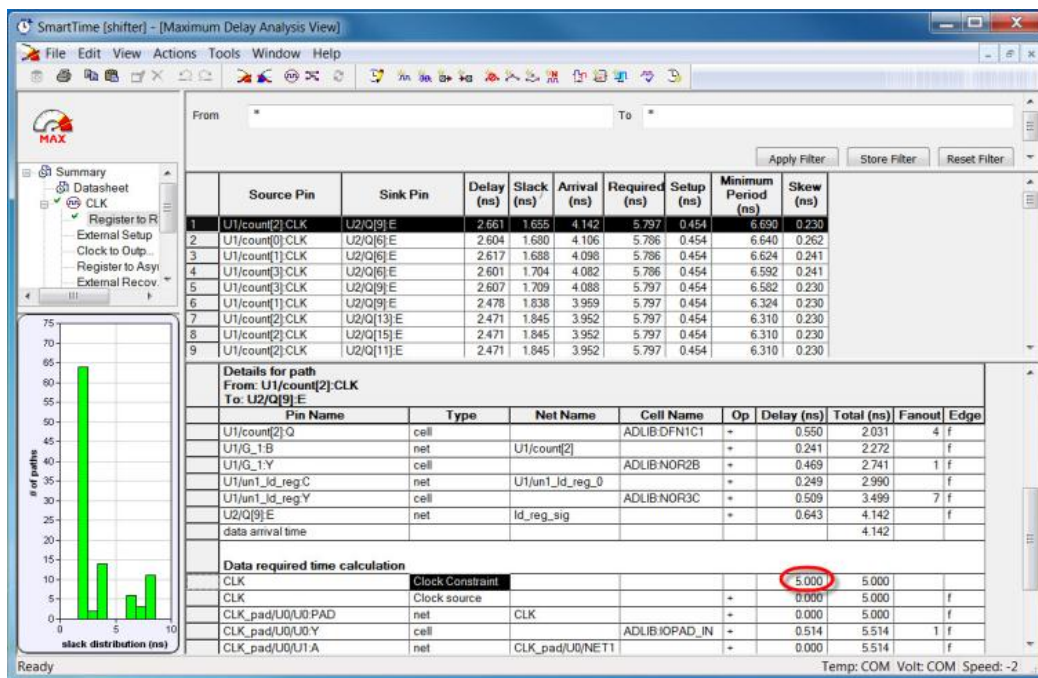 SmartTime [shifter] - [Maximum Delay Analysis View]
File Edit View Actions Tools Window Help
MAX
From * To *
Apply Filter Store Filter Reset Filter
Summary
Datasheet
CLK
Register to R
External Setup
Clock to Outp...
Register to Asyı
External Recov.
Source Pin Sink Pin Delay (ns) Slack (ns) Arrival (ns) Required (ns) Setup (ns) Minimum Period (ns) Skew (ns)
1 U1/count[2]:CLK U2/Q[9]:E 2.661 1.655 4.142 5.797 0.454 6.690 0.230
2 U1/count[0]:CLK U2/Q[6]:E 2.604 1.680 4.106 5.786 0.454 6.640 0.262
3 U1/count[1]:CLK U2/Q[6]:E 2.617 1.688 4.098 5.786 0.454 6.624 0.241
4 U1/count[3]:CLK U2/Q[6]:E 2.601 1.704 4.082 5.786 0.454 6.592 0.241
5 U1/count[3]:CLK U2/Q[9]:E 2.607 1.709 4.088 5.797 0.454 6.582 0.230
6 U1/count[1]:CLK U2/Q[9]:E 2.478 1.838 3.959 5.797 0.454 6.324 0.230
7 U1/count[2]:CLK U2/Q[13]:E 2.471 1.845 3.952 5.797 0.454 6.310 0.230
8 U1/count[2]:CLK U2/Q[15]:E 2.471 1.845 3.952 5.797 0.454 6.310 0.230
9 U1/count[2]:CLK U2/Q[11]:E 2.471 1.845 3.952 5.797 0.454 6.310 0.230
75
70
65
60
55
50
45
40
35
30
25
20
15
10
5
0
# of paths
0 5 10
slack distribution (ns)
Details for path
From: U1/count[2]:CLK
To: U2/Q[9]:E
Pin Name Type Net Name Cell Name Op Delay (ns) Total (ns) Fanout Edge
U1/count[2]:Q cell ADLIB:DFN1C1 + 0.550 2.031 4 f
U1/G_1:B net U1/count[2] + 0.241 2.272 f
U1/G_1:Y cell ADLIB:NOR2B + 0.469 2.741 1 f
U1/un1_ld_reg:C net U1/un1_ld_reg_0 + 0.249 2.990 f
U1/un1_ld_reg:Y cell ADLIB:NOR3C + 0.509 3.499 7 f
U2/Q[9]:E net ld_reg_sig + 0.643 4.142 f
data arrival time 4.142
Data required time calculation
CLK Clock Constraint 5.000 5.000
CLK Clock source + 0.000 5.000 f
CLK_pad/U0/U0:PAD net CLK + 0.000 5.000 f
CLK_pad/U0/U0:Y cell ADLIB:IOPAD_IN + 0.514 5.514 1 f
CLK_pad/U0/U1:A net CLK_pad/U0/NET1 + 0.000 5.514 f
Ready Temp: COM Volt: COM Speed: -2